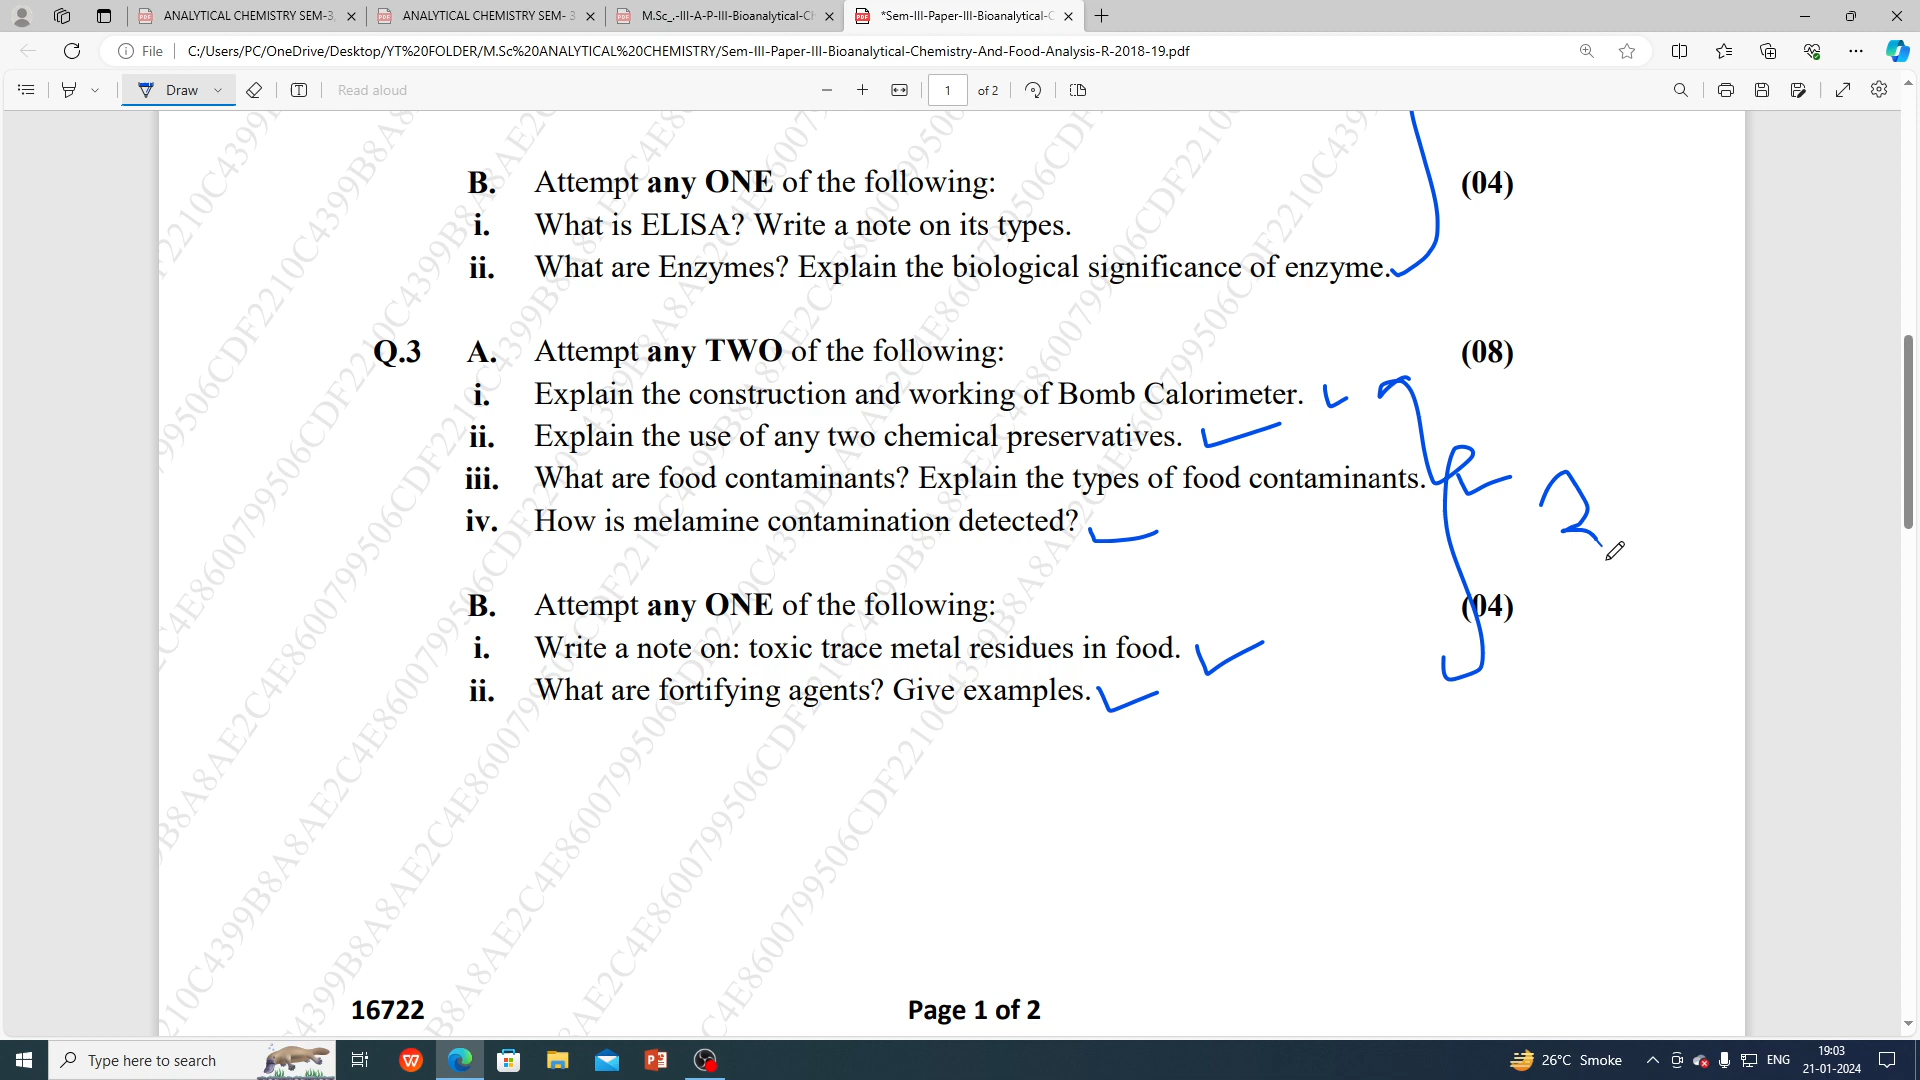 ANALYTICAL CHEMISTRY SEM-3,
ANALYTICAL CHEMISTRY SEM- 3
M.Sc_.-III-A-P-III-Bioanalytical-Ch
*Sem-III-Paper-III-Bioanalytical-C
File C:/Users/PC/OneDrive/Desktop/YT%20FOLDER/M.Sc%20ANALYTICAL%20CHEMISTRY/Sem-III-Paper-III-Bioanalytical-Chemistry-And-Food-Analysis-R-2018-19.pdf
Draw Read aloud 1 of 2
B. Attempt any ONE of the following: (04)
i. What is ELISA? Write a note on its types.
ii. What are Enzymes? Explain the biological significance of enzyme.
Q.3 A. Attempt any TWO of the following: (08)
i. Explain the construction and working of Bomb Calorimeter.
ii. Explain the use of any two chemical preservatives.
iii. What are food contaminants? Explain the types of food contaminants.
iv. How is melamine contamination detected?
B. Attempt any ONE of the following: (04)
i. Write a note on: toxic trace metal residues in food.
ii. What are fortifying agents? Give examples.
16722 Page 1 of 2
Type here to search
26°C Smoke ENG 19:03
21-01-2024